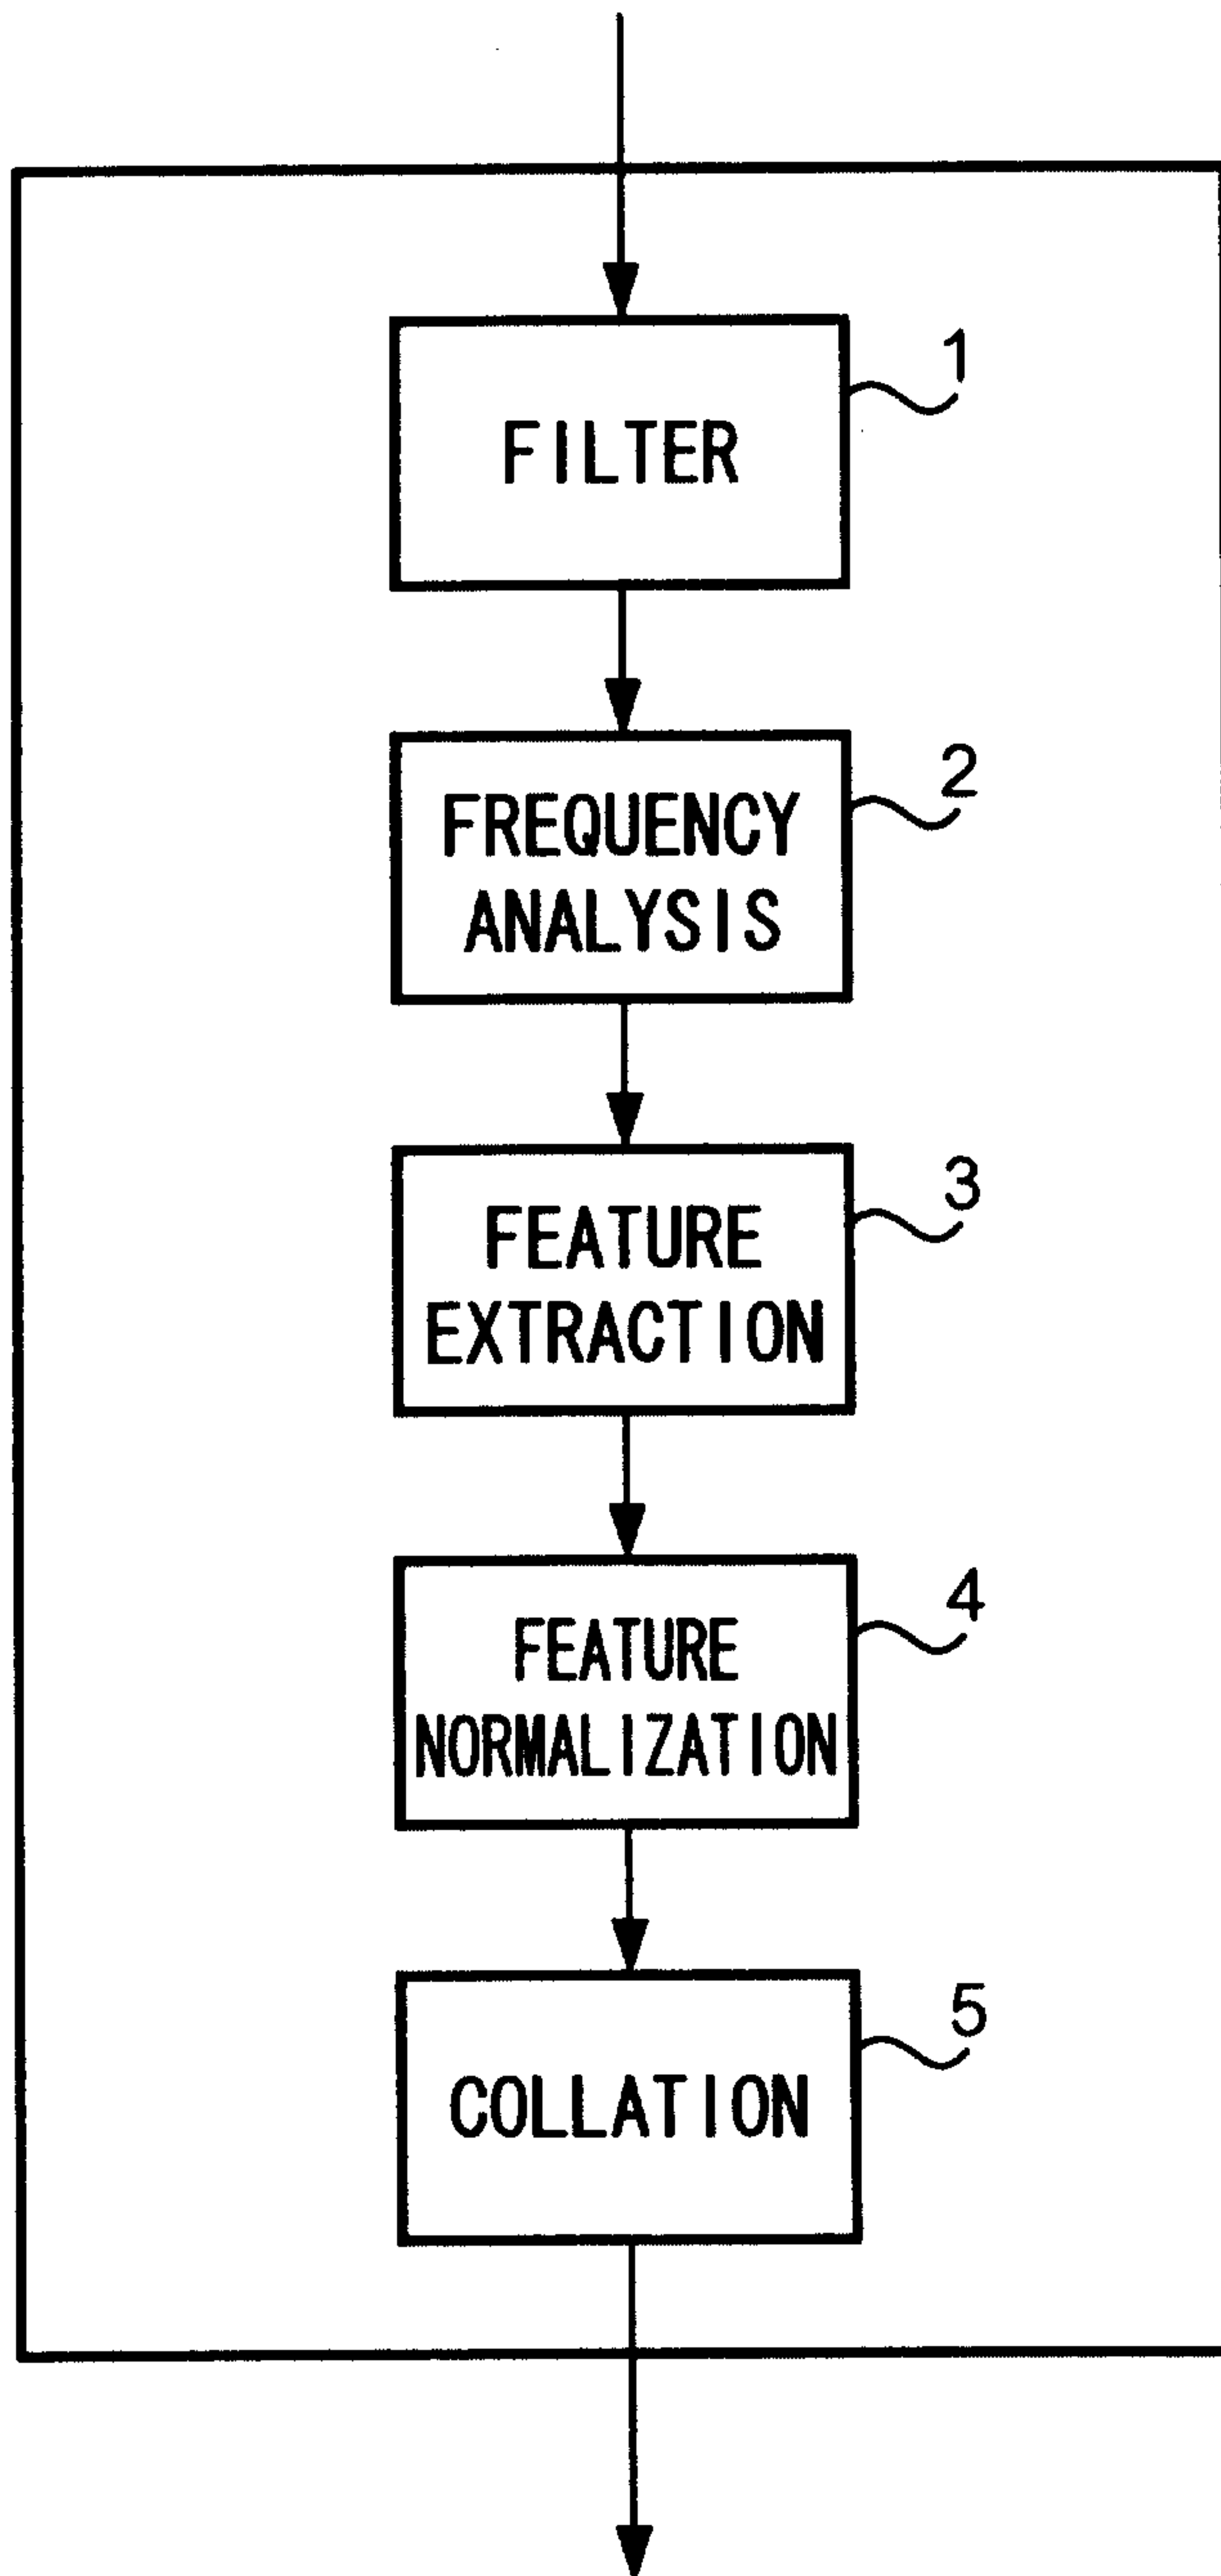 1
FILTER
2
FREQUENCY
ANALYSIS
3
FEATURE
EXTRACTION
4
FEATURE
NORMALIZATION
5
COLLATION